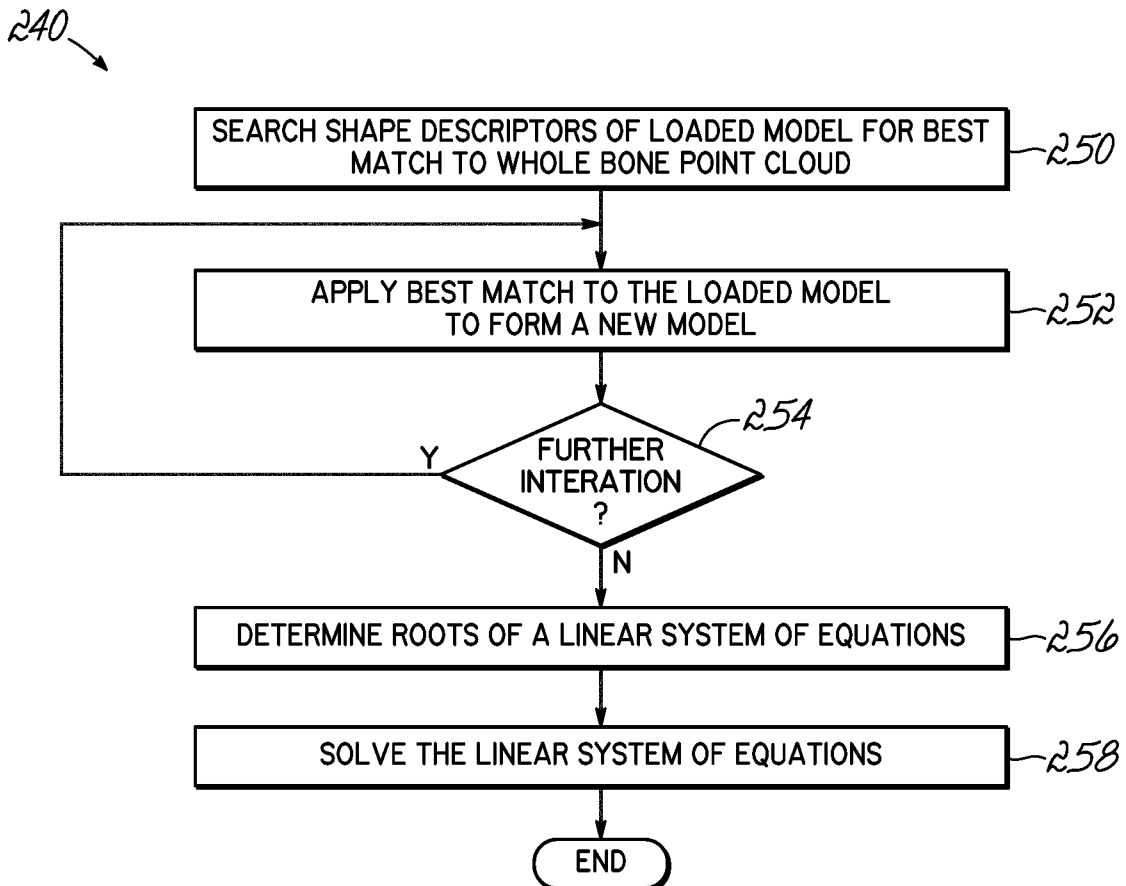 240
SEARCH SHAPE DESCRIPTORS OF LOADED MODEL FOR BEST
MATCH TO WHOLE BONE POINT CLOUD
250
APPLY BEST MATCH TO THE LOADED MODEL
TO FORM A NEW MODEL
252
254
Y
FURTHER
INTERATION
?
N
DETERMINE ROOTS OF A LINEAR SYSTEM OF EQUATIONS
256
SOLVE THE LINEAR SYSTEM OF EQUATIONS
258
END